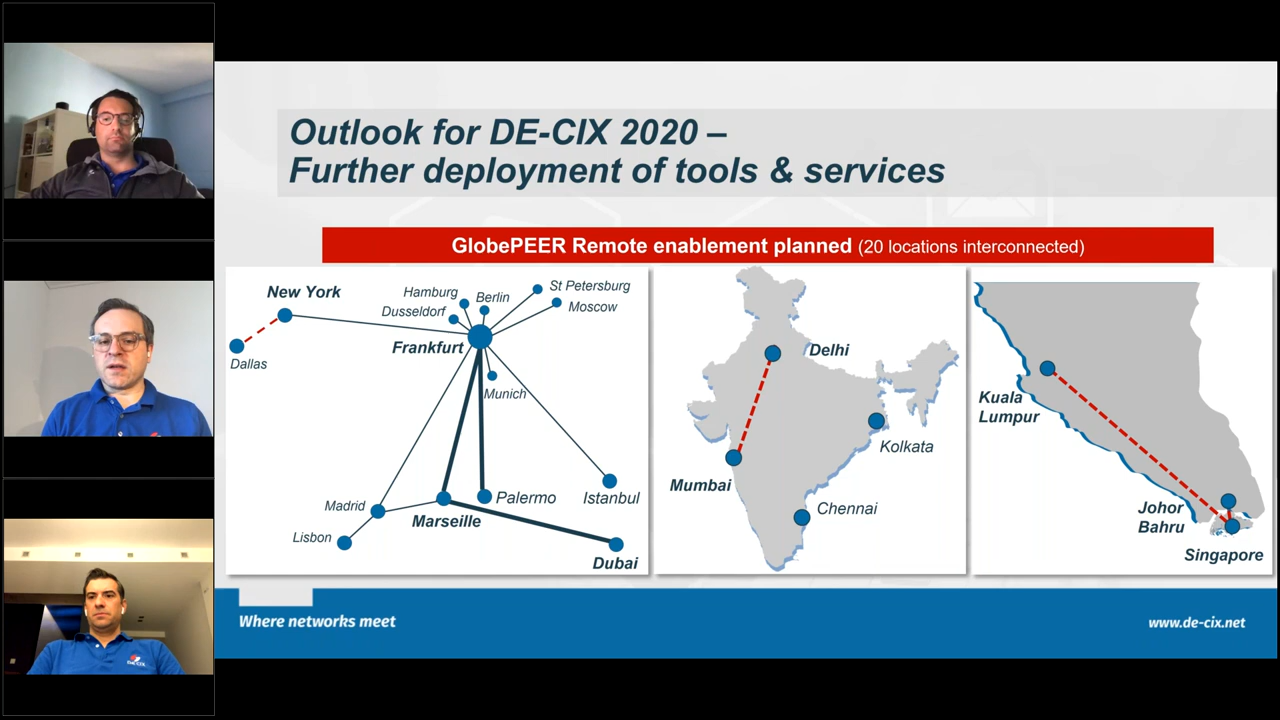 Outlook for DE-CIX 2020 –
Further deployment of tools & services
GlobePEER Remote enablement planned (20 locations interconnected)
New York
Dallas
Hamburg
Berlin
Dusseldorf
Frankfurt
St Petersburg
Moscow
Munich
Madrid
Lisbon
Marseille
Palermo
Istanbul
Dubai
Delhi
Mumbai
Kolkata
Chennai
Kuala
Lumpur
Johor
Bahru
Singapore
Where networks meet
www.de-cix.net
DE-CIX